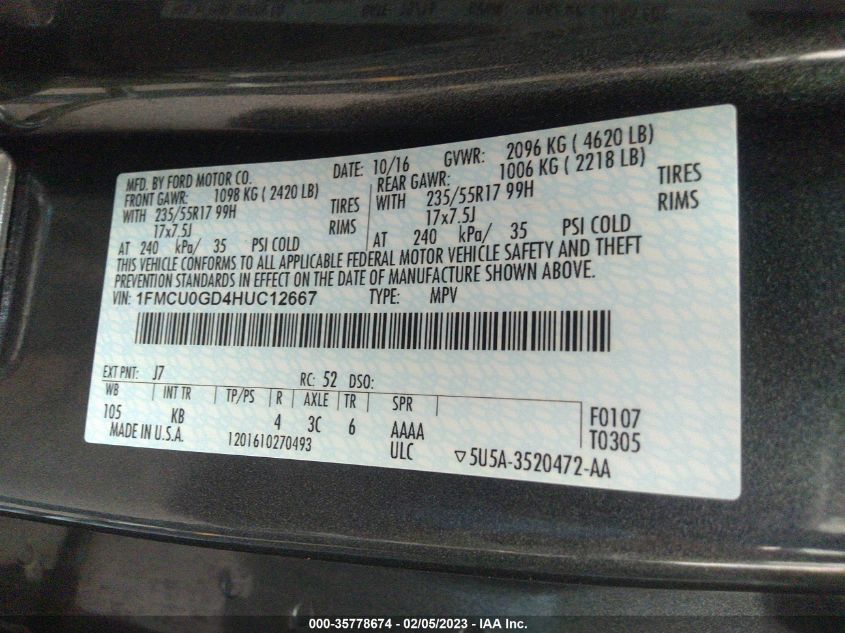 MFD. BY FORD MOTOR CO.
DATE: 10/16 GVWR: 2096 KG ( 4620 LB)
FRONT GAWR: 1098 KG ( 2420 LB)
REAR GAWR: 1006 KG ( 2218 LB)
WITH 235/55R17 99H TIRES
WITH 235/55R17 99H TIRES
17x7.5J RIMS
17x7.5J RIMS
AT 240 kPa/ 35 PSI COLD
AT 240 kPa/ 35 PSI COLD
THIS VEHICLE CONFORMS TO ALL APPLICABLE FEDERAL MOTOR VEHICLE SAFETY AND THEFT
PREVENTION STANDARDS IN EFFECT ON THE DATE OF MANUFACTURE SHOWN ABOVE.
VIN: 1FMCU0GD4HUC12667 TYPE: MPV
EXT PNT: J7 RC: 52 DSO:
WB INT TR TP/PS R AXLE TR SPR
105 KB 4 3C 6 AAAA F0107
MADE IN U.S.A. 1201610270493 ULC T0305
▽5U5A-3520472-AA
000-35778674 - 02/05/2023 - IAA Inc.